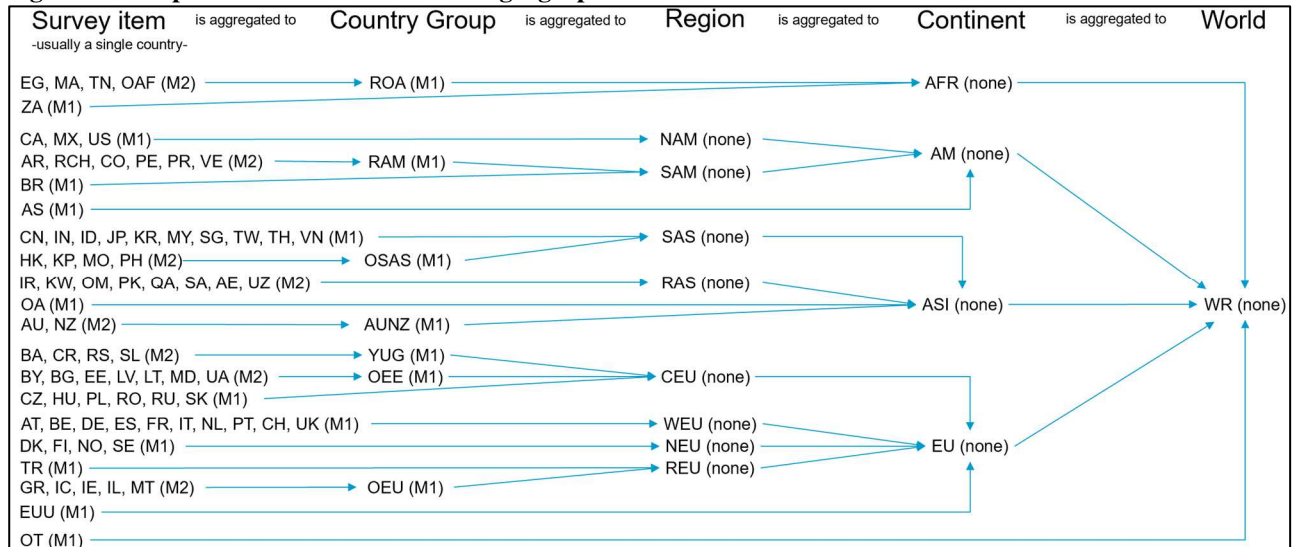 Survey item is aggregated to Country Group is aggregated to Region is aggregated to Continent is aggregated to World
-usually a single country-
EG, MA, TN, OAF (M2) ROA (M1) AFR (none)
ZA (M1)
CA, MX, US (M1) NAM (none)
AM (none)
AR, RCH, CO, PE, PR, VE (M2) RAM (M1)
SAM (none)
BR (M1)
AS (M1)
CN, IN, ID, JP, KR, MY, SG, TW, TH, VN (M1) SAS (none)
HK, KP, MO, PH (M2) OSAS (M1)
IR, KW, OM, PK, QA, SA, AE, UZ (M2) RAS (none)
OA (M1) ASI (none) WR (none)
AU, NZ (M2) AUNZ (M1)
BA, CR, RS, SL (M2) YUG (M1)
BY, BG, EE, LV, LT, MD, UA (M2) OEE (M1) CEU (none)
CZ, HU, PL, RO, RU, SK (M1)
AT, BE, DE, ES, FR, IT, NL, PT, CH, UK (M1) WEU (none)
DK, FI, NO, SE (M1) NEU (none) EU (none)
TR (M1) REU (none)
GR, IC, IE, IL, MT (M2) OEU (M1)
EUU (M1)
OT (M1)